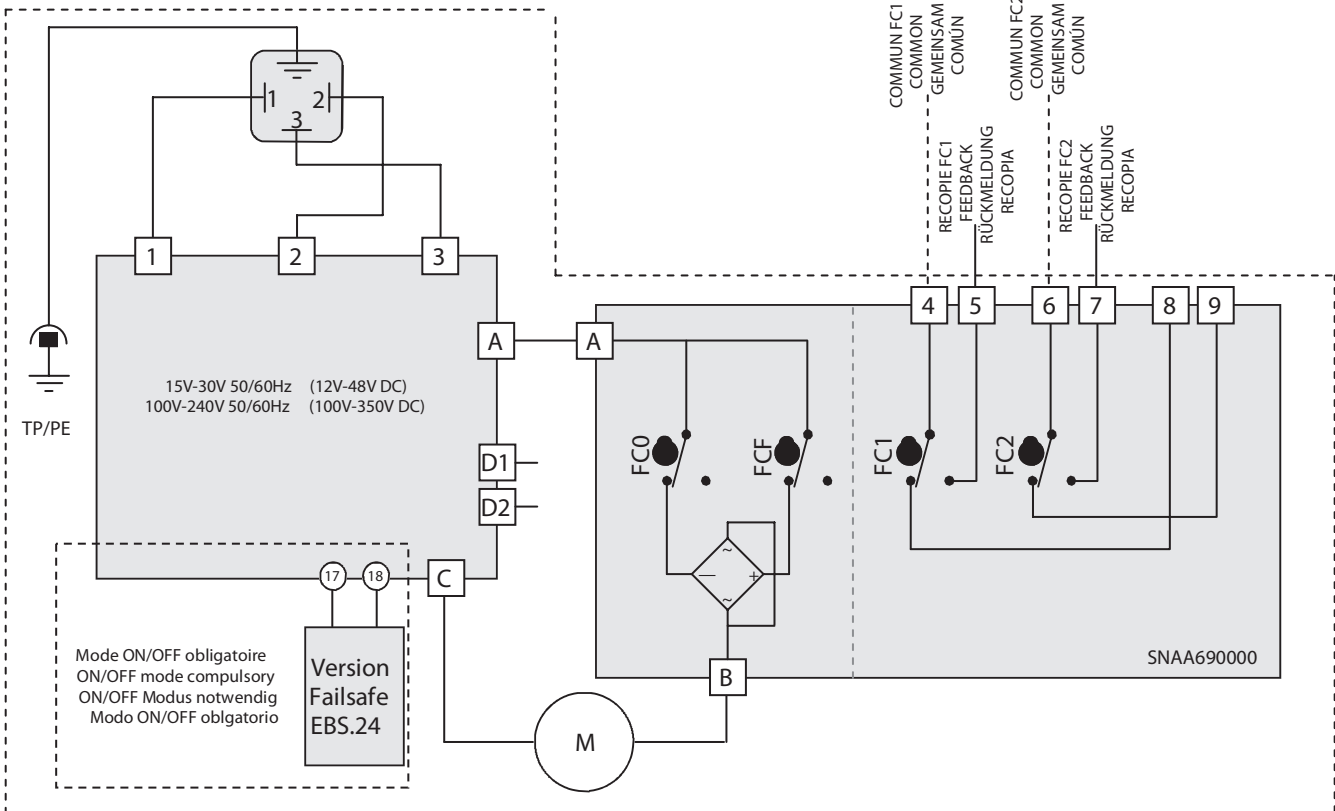 COMMUN FC1
COMMON
GEMEINSAM
COMÚN
COMMUN FC2
COMMON
GEMEINSAM
COMÚN
RECOPIE FC1
FEEDBACK
RÜCKMELDUNG
RECOPIA
RECOPIE FC2
FEEDBACK
RÜCKMELDUNG
RECOPIA
1 2
3
1 2 3
4 5 6 7 8 9
A A
15V-30V 50/60Hz (12V-48V DC)
100V-240V 50/60Hz (100V-350V DC)
TP/PE
D1
D2
FC0 FCF FC1 FC2
~
— +
~
17 18 C
Mode ON/OFF obligatoire
ON/OFF mode compulsory
ON/OFF Modus notwendig
Modo ON/OFF oblgatorio
Version
Failsafe
EBS.24
B
SNAA690000
M